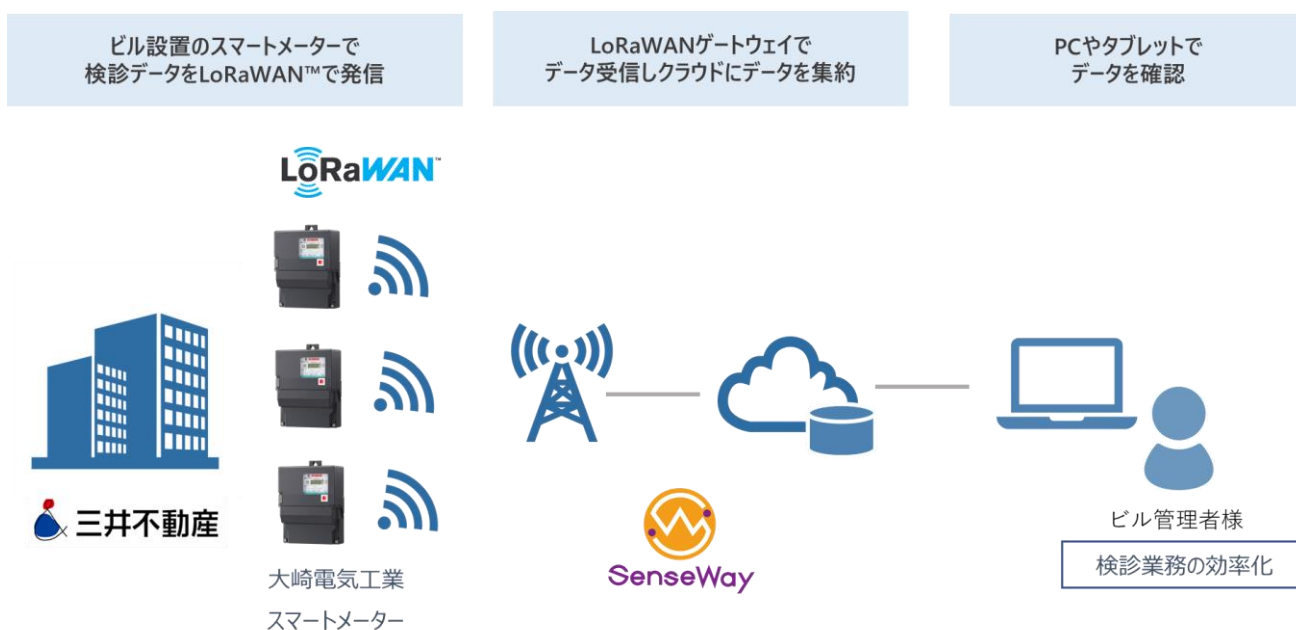 ビル設置のスマートメーターで
検診データをLoRaWAN™で発信
LoRaWANゲートウェイで
データ受信しクラウドにデータを集約
PCやタブレットで
データを確認
LoRaWAN™
三井不動産
大崎電気工業
スマートメーター
SenseWay
ビル管理者様
検診業務の効率化